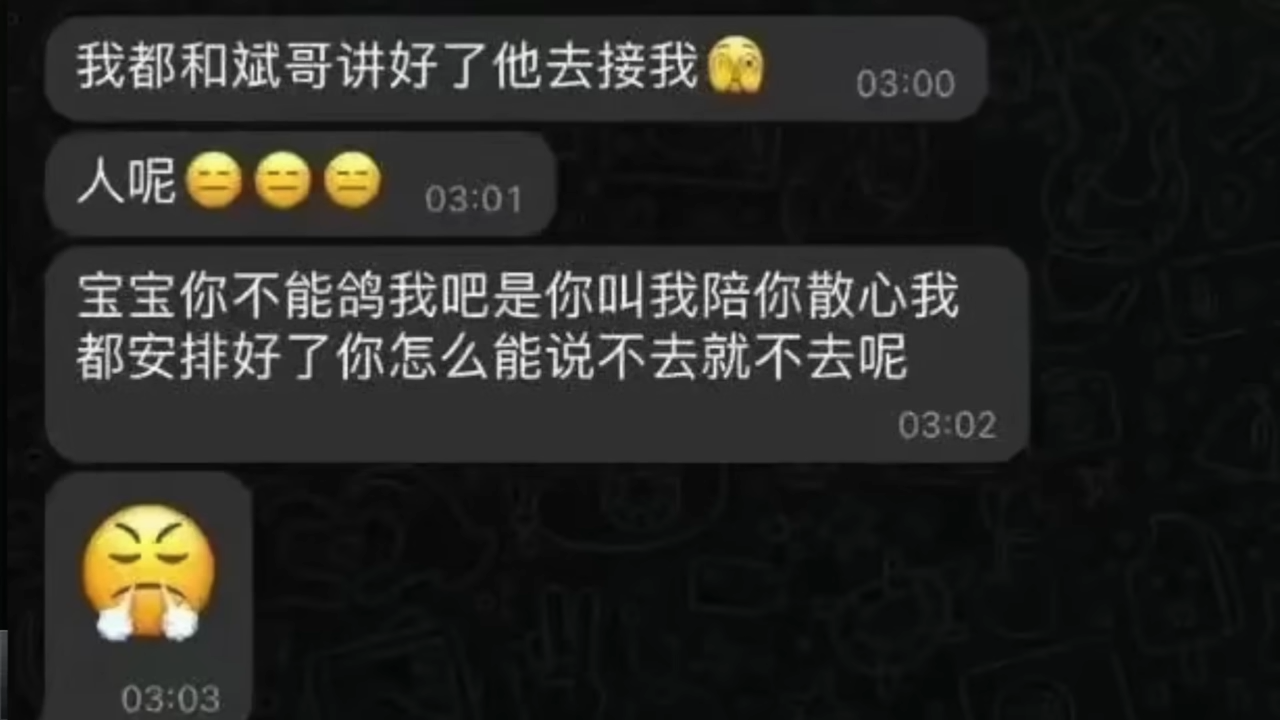 我都和斌哥讲好了他去接我🫣 03:00
人呢😑😑😑 03:01
宝宝你不能鸽我吧是你叫我陪你散心我
都安排好了你怎么能说不去就不去呢
03:02
😤
03:03